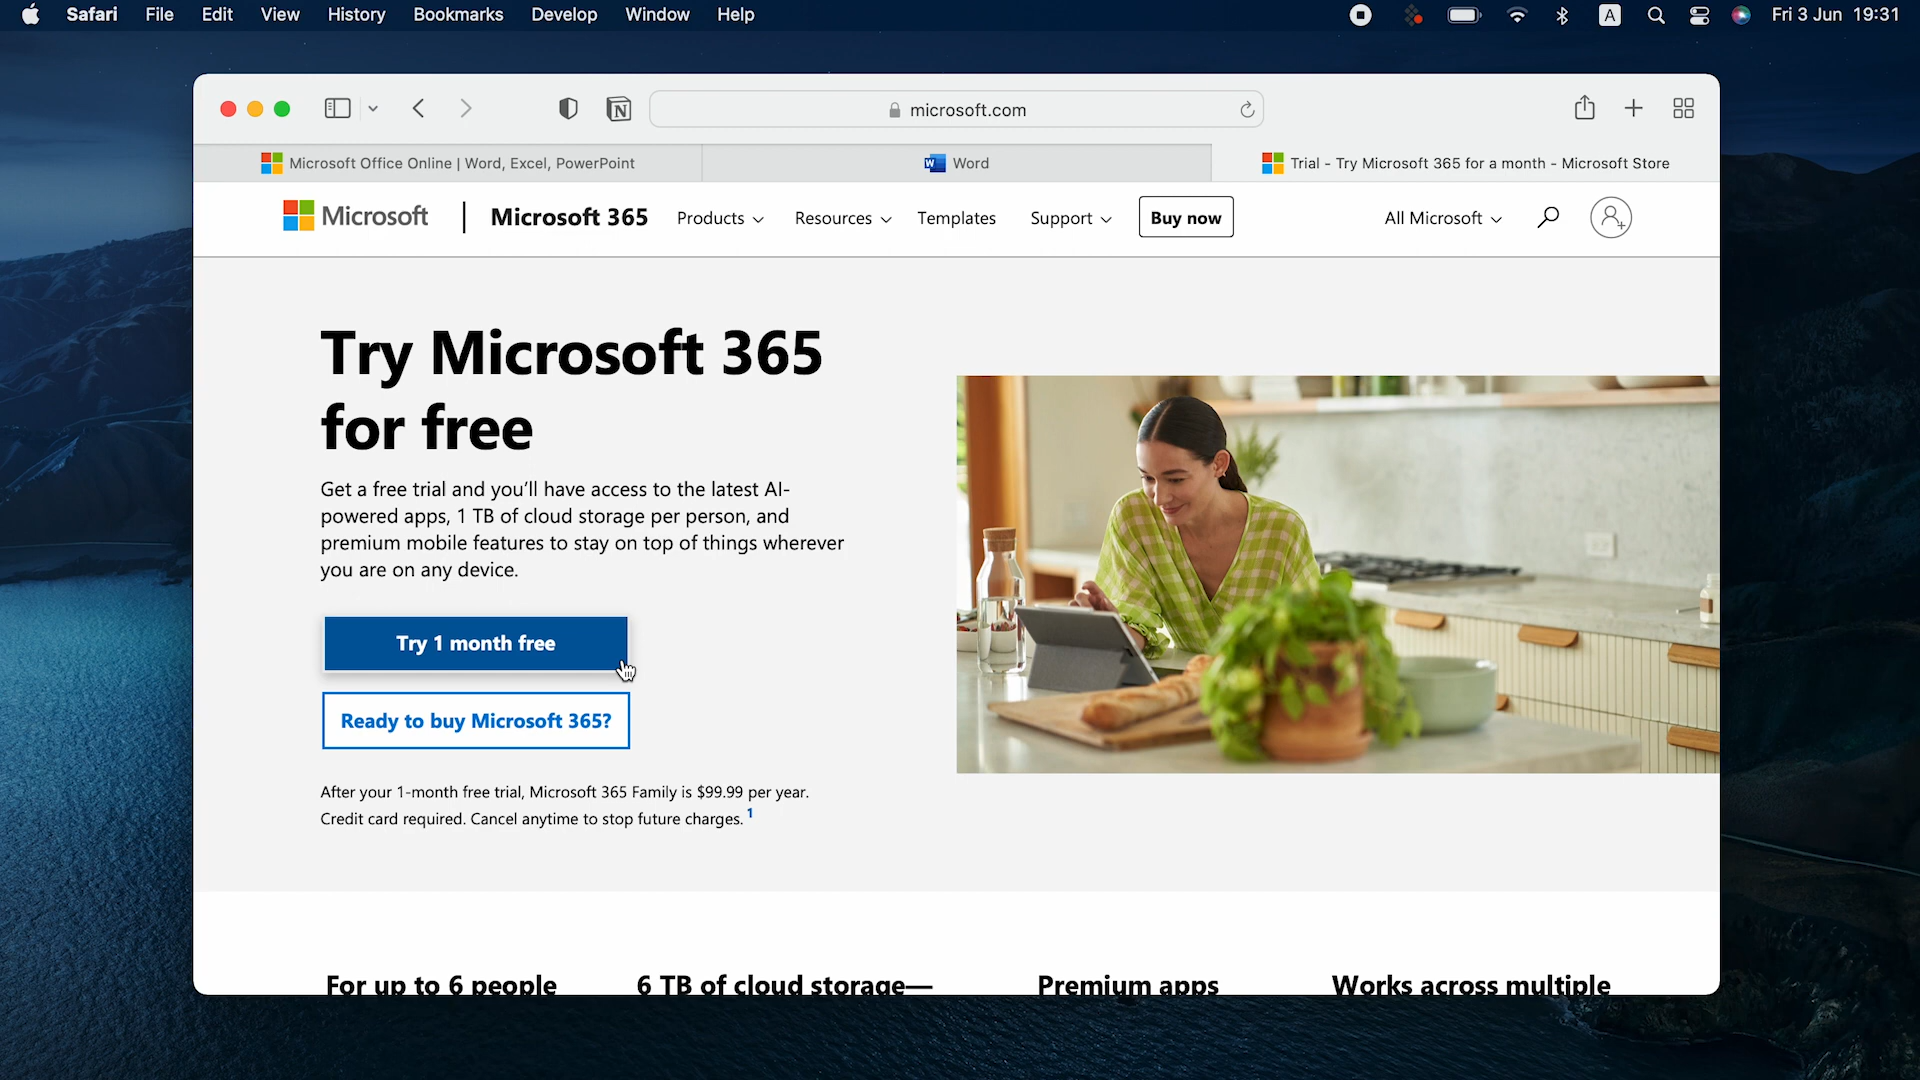 Safari File Edit View History Bookmarks Develop Window Help
A
Fri 3 Jun 19:31
microsoft.com
Microsoft Office Online | Word, Excel, PowerPoint
Word
Trial - Try Microsoft 365 for a month - Microsoft Store
Microsoft
Microsoft 365
Products
Resources
Templates
Support
Buy now
All Microsoft
Try Microsoft 365
for free
Get a free trial and you'll have access to the latest AI-
powered apps, 1 TB of cloud storage per person, and
premium mobile features to stay on top of things wherever
you are on any device.
Try 1 month free
Ready to buy Microsoft 365?
After your 1-month free trial, Microsoft 365 Family is $99.99 per year.
Credit card required. Cancel anytime to stop future charges. 1
For up to 6 people
6 TB of cloud storage—
Premium apps
Works across multiple